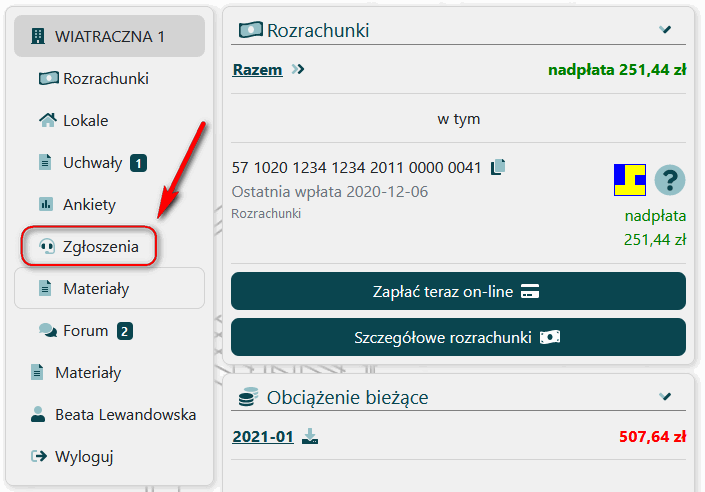 WIATRACZNA 1
Rozrachunki
Lokale
Uchwały 1
Ankiety
Zgłoszenia
Materiały
Forum 2
Materiały
Beata Lewandowska
Wyloguj
Rozrachunki
Razem nadpłata 251,44 zł
w tym
57 1020 1234 1234 2011 0000 0041
Ostatnia wpłata 2020-12-06
Rozrachunki
?
nadpłata
251,44 zł
Zapłać teraz on-line
Szczegółowe rozrachunki
Obciążenie bieżące
2021-01 507,64 zł